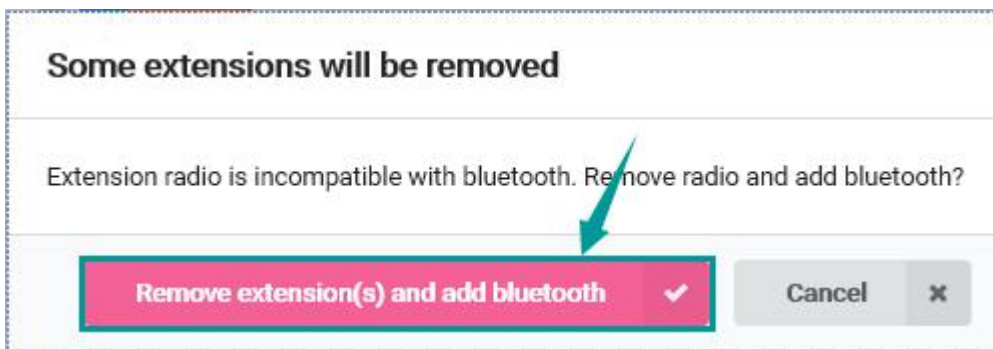 Some extensions will be removed
Extension radio is incompatible with bluetooth. Remove radio and add bluetooth?
Remove extension(s) and add bluetooth
Cancel